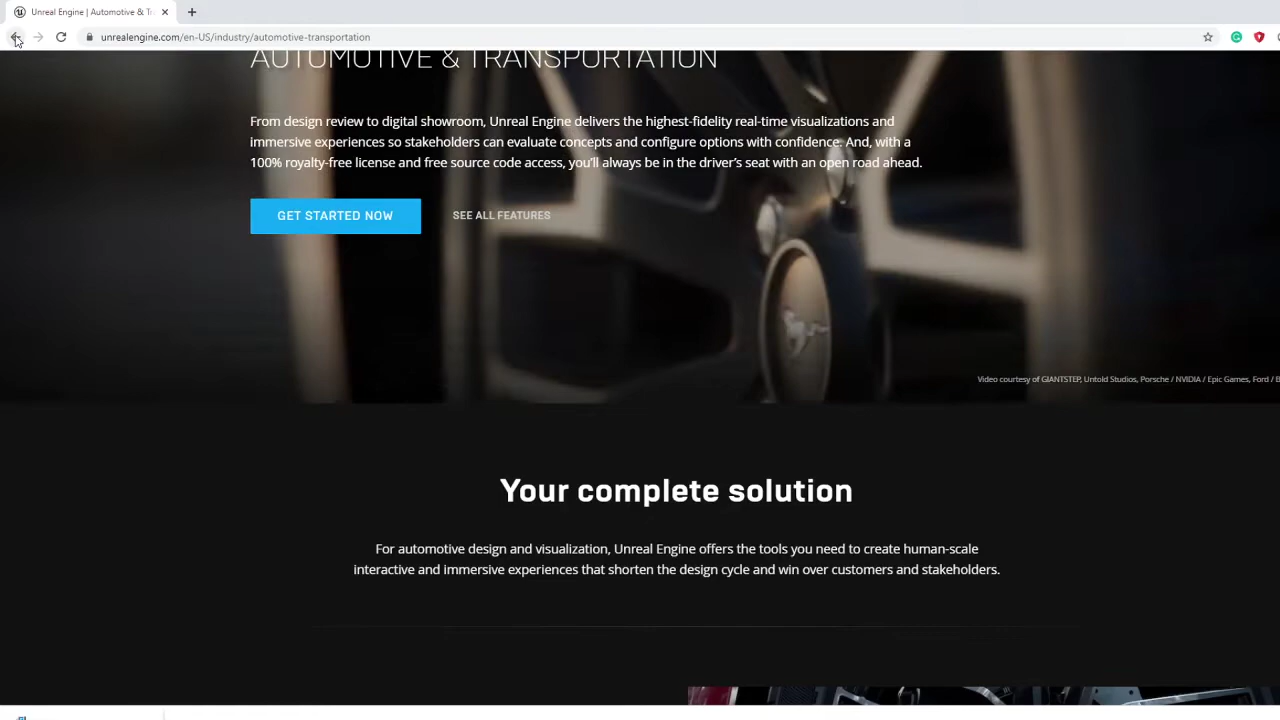 Unreal Engine | Automotive & Tr
unrealengine.com/en-US/industry/automotive-transportation
AUTOMOTIVE & TRANSPORTATION
From design review to digital showroom, Unreal Engine delivers the highest-fidelity real-time visualizations and
immersive experiences so stakeholders can evaluate concepts and configure options with confidence. And, with a
100% royalty-free license and free source code access, you'll always be in the driver's seat with an open road ahead.
GET STARTED NOW
SEE ALL FEATURES
Video courtesy of GIANTSTEP, Untold Studios, Porsche / NVIDIA / Epic Games, Ford /
Your complete solution
For automotive design and visualization, Unreal Engine offers the tools you need to create human-scale
interactive and immersive experiences that shorten the design cycle and win over customers and stakeholders.